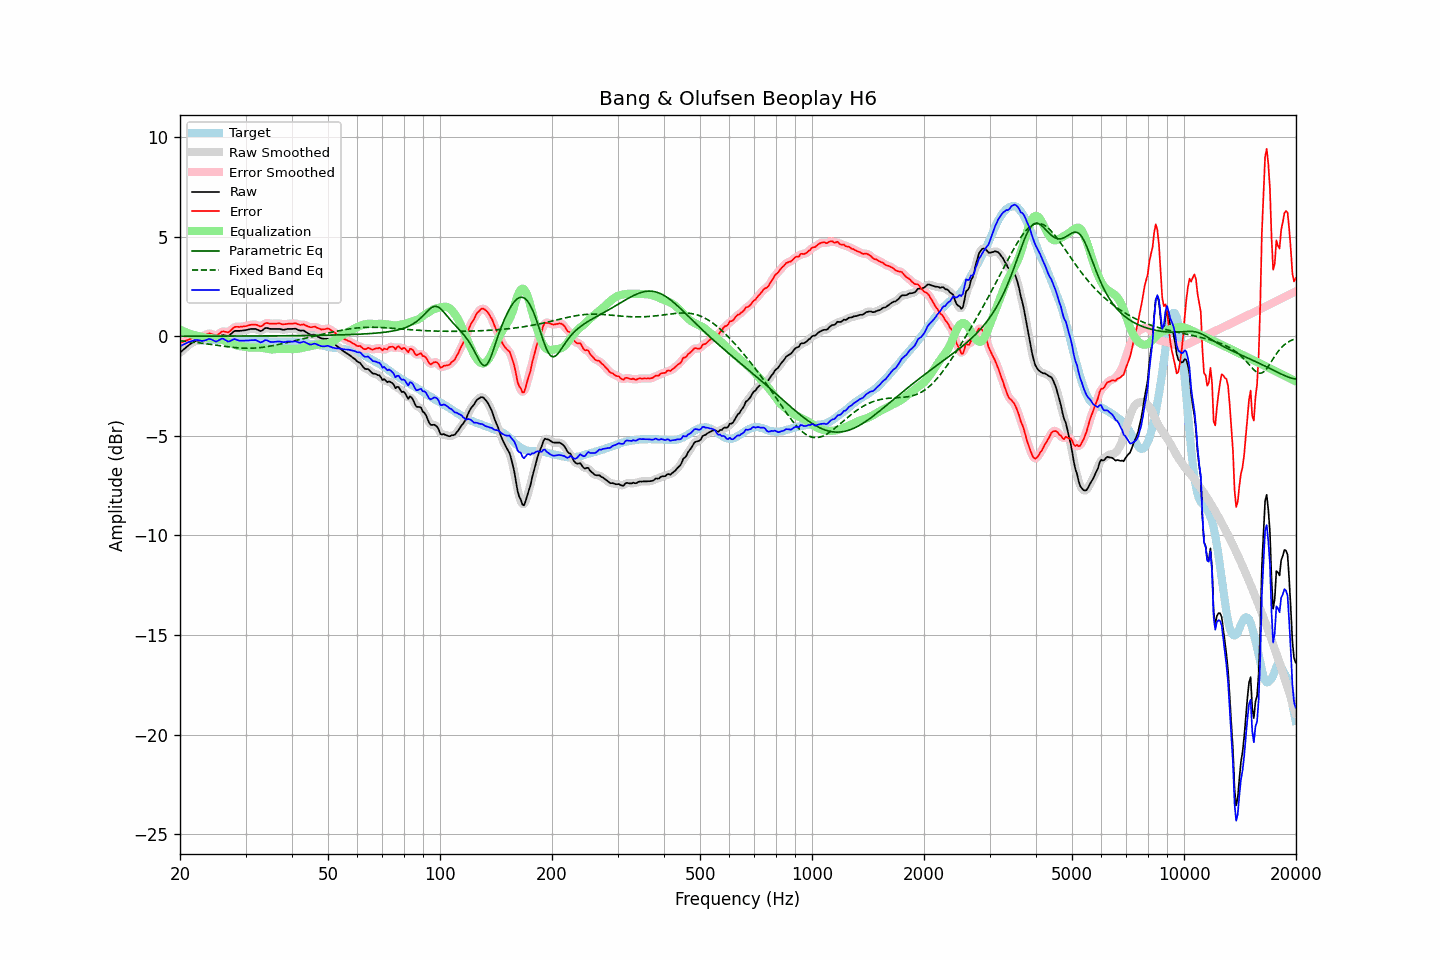 Bang & Olufsen Beoplay H6
Target
Raw Smoothed
Error Smoothed
Raw
Error
Equalization
Parametric Eq
Fixed Band Eq
Equalized
10
5
0
−5
−10
−15
−20
−25
Amplitude (dBr)
20 50 100 200 500 1000 2000 5000 10000 20000
Frequency (Hz)